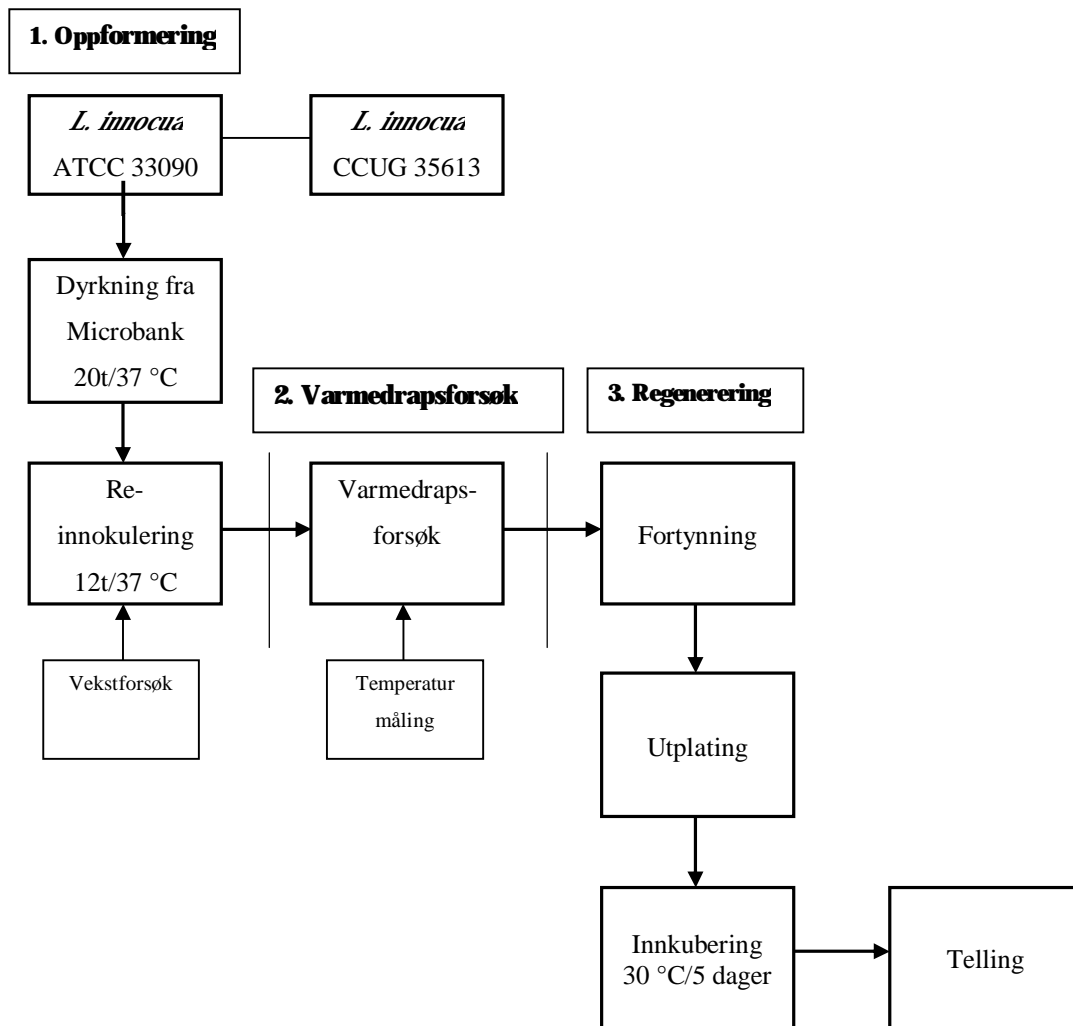 1. Oppformering
L. innocua
ATCC 33090
L. innocua
CCUG 35613
Dyrkning fra
Microbank
20t/37 °C
2. Varmedrapsforsøk
3. Regenerering
Re-
innokulering
12t/37 °C
Varmedraps-
forsøk
Fortynning
Vekstforsøk
Temperatur
måling
Utplating
Innkubering
30 °C/5 dager
Telling